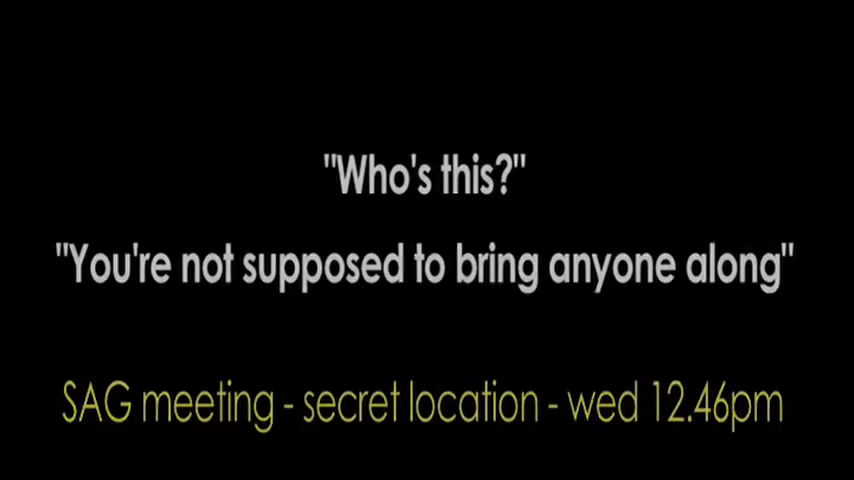 "Who's this?"
"You're not supposed to bring anyone along"
SAG meeting - secret location - wed 12.46pm